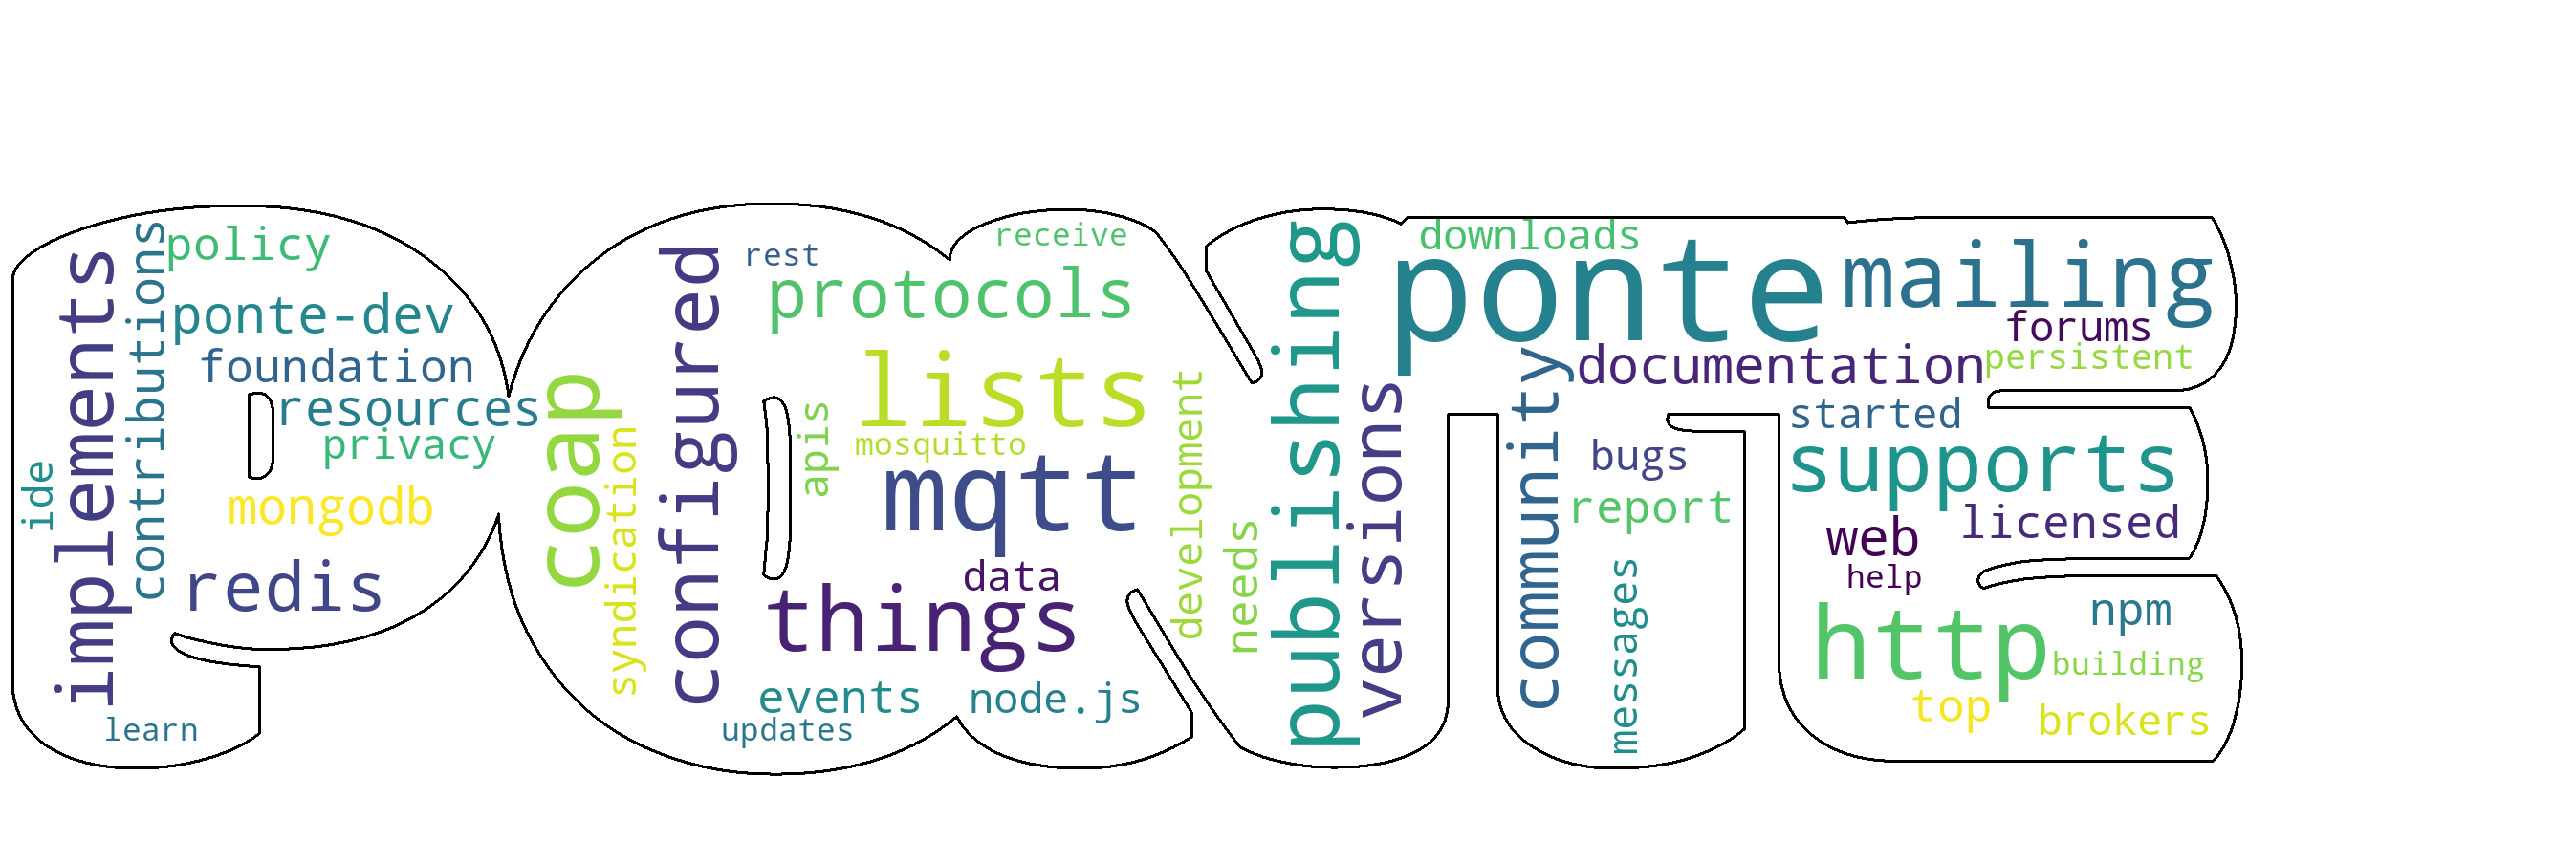 implements
contributions
policy
ponte-dev
foundation
resources
privacy
ide
mongodb
redis
learn
coap
syndication
configured
rest
receive
protocols
lists
apis
mosquitto
mqtt
data
things
events
node.js
updates
development
needs
publishing
versions
downloads
ponte
mailing
forums
documentation
persistent
community
started
bugs
supports
report
licensed
web
help
messages
http
npm
building
top
brokers